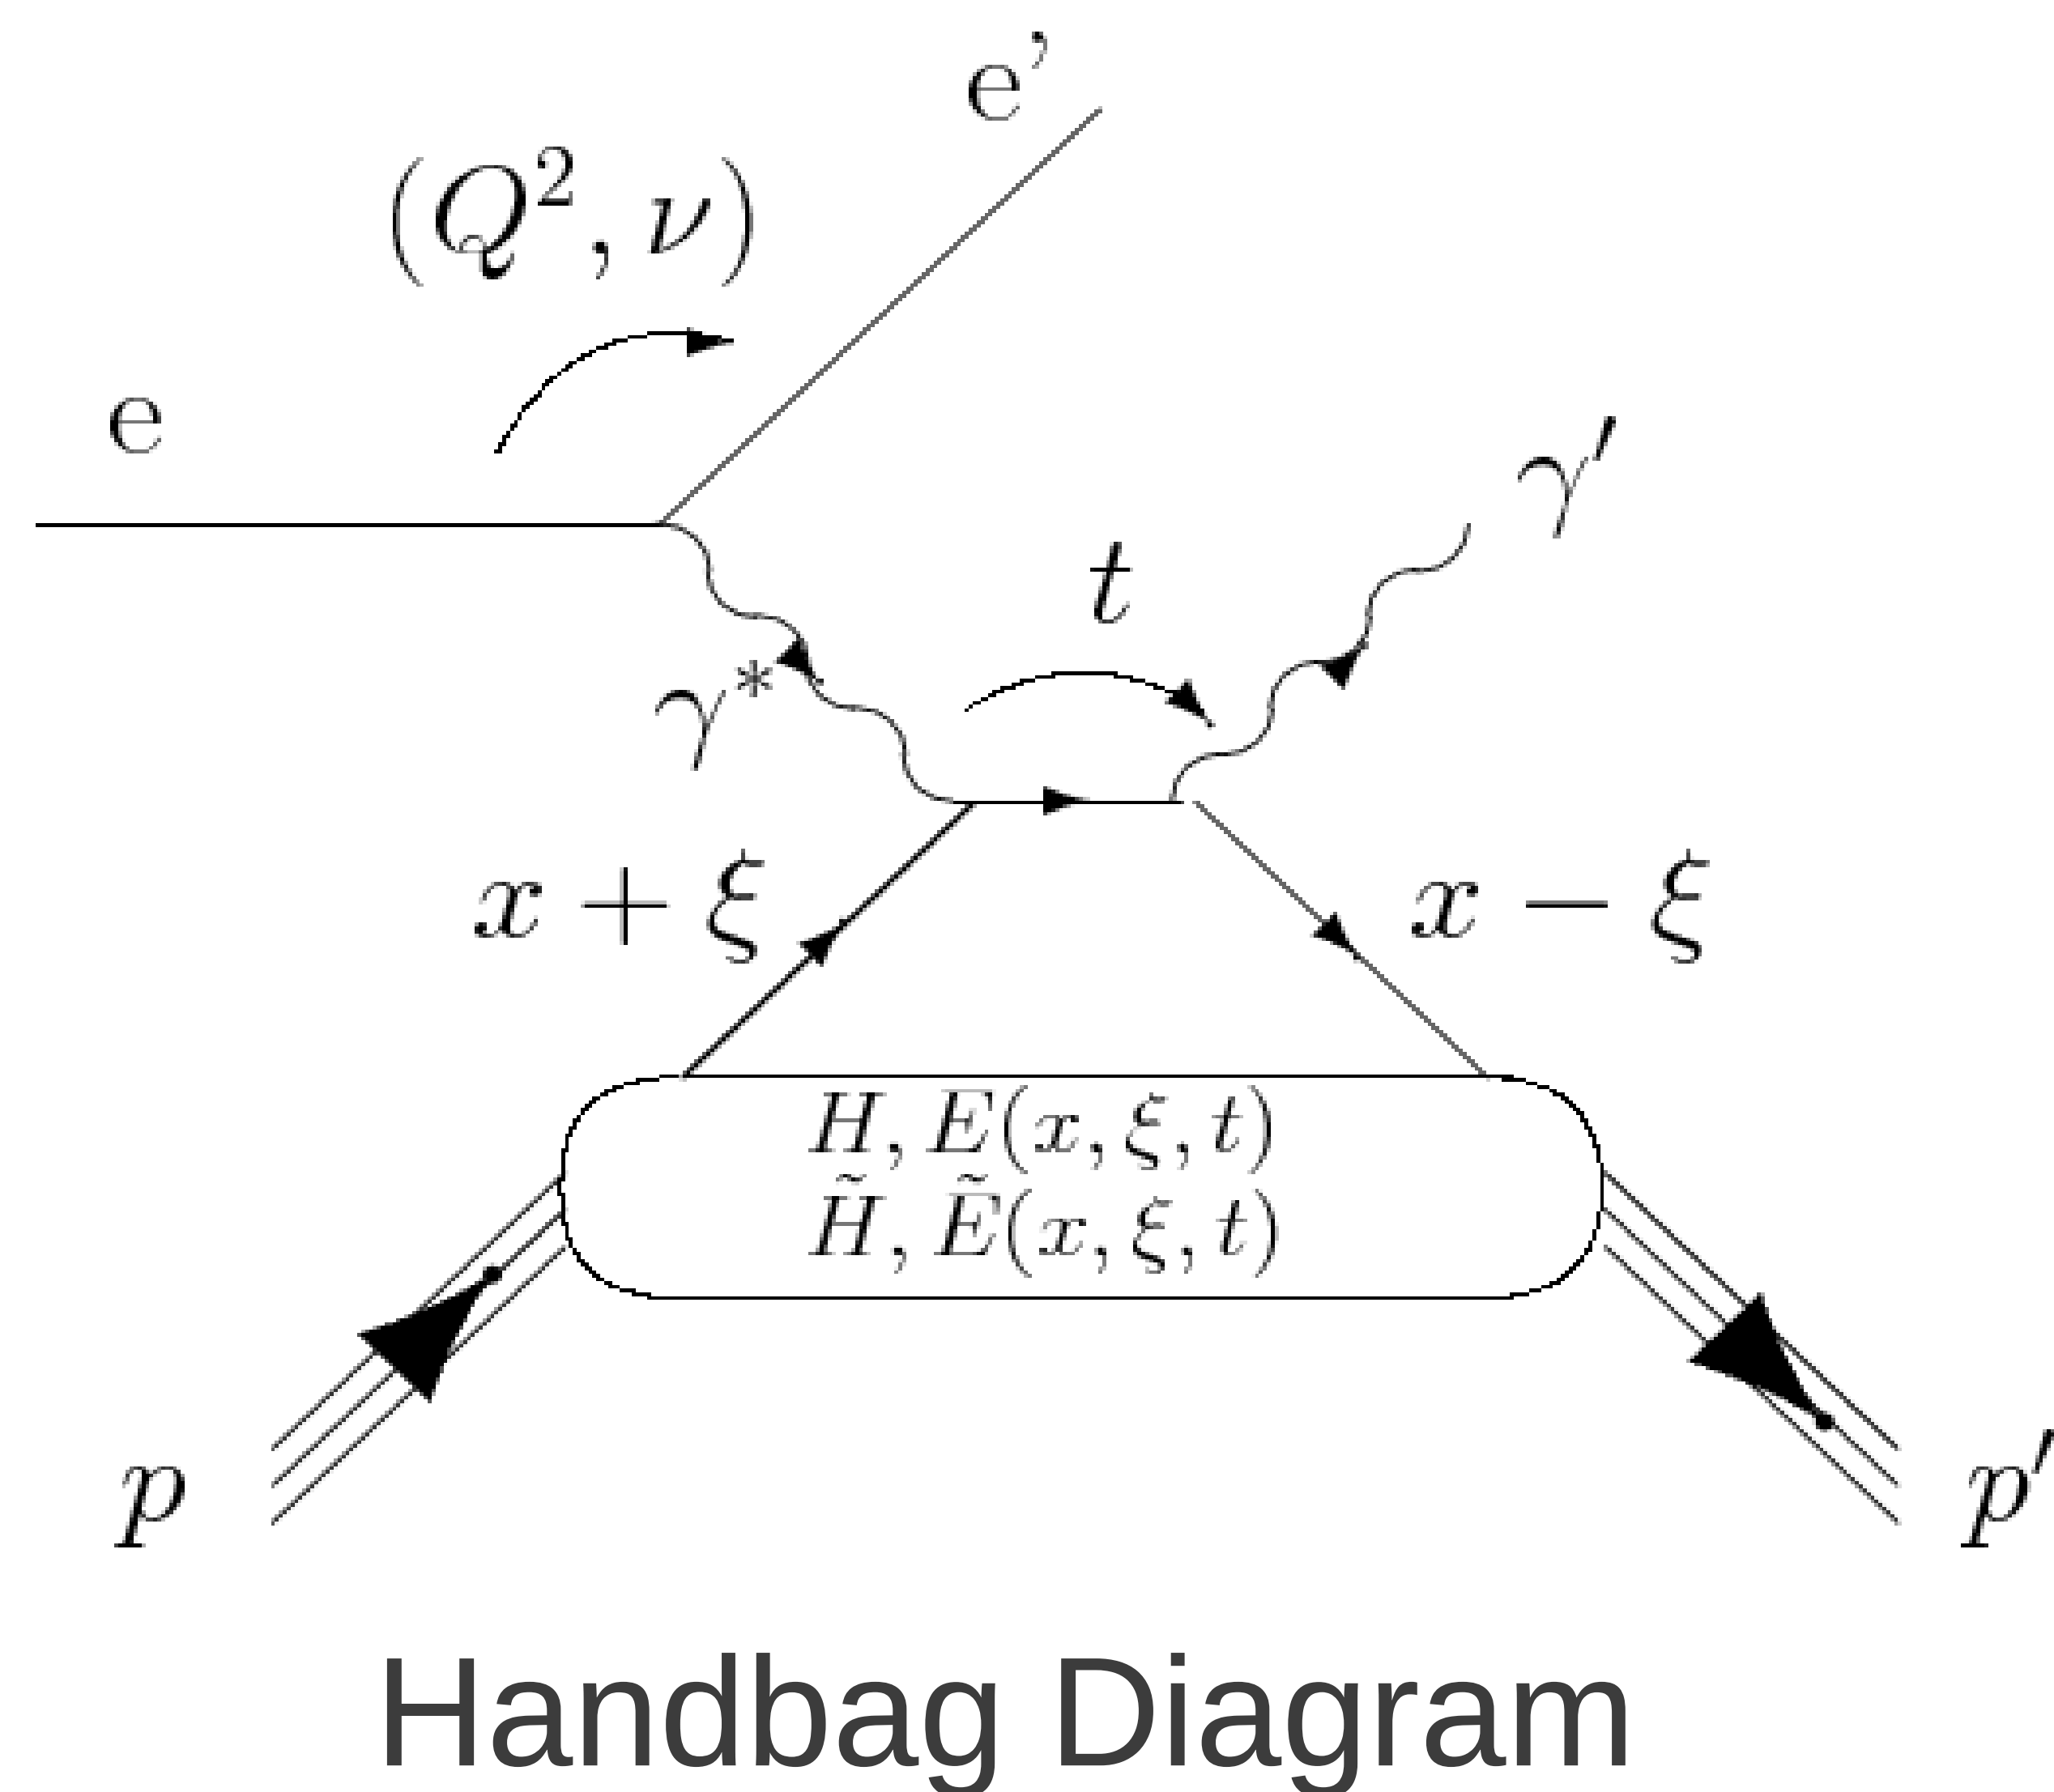 e’
(Q², ν)
e
γ′
t
γ*
x + ξ
x − ξ
H, E(x, ξ, t)
H̃, Ẽ(x, ξ, t)
p
p′
Handbag Diagram